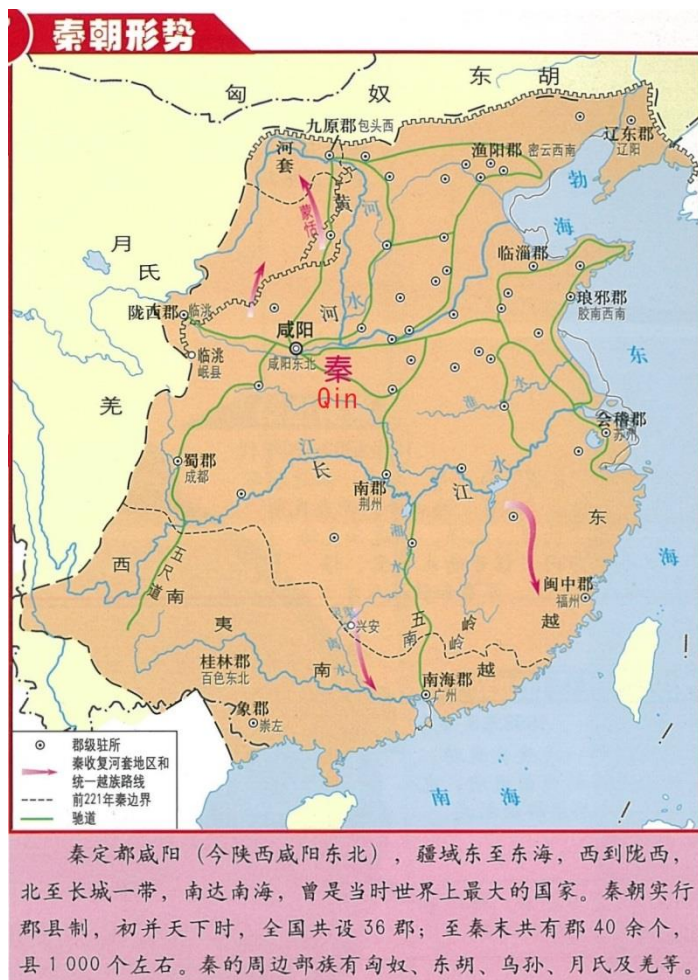 秦朝形势
匈 奴 东 胡
九原郡 包头西
河套
渔阳郡 密云西南
辽东郡
辽阳
勃海
黄河
蒙恬
月氏
临淄郡
琅邪郡
胶南西南
陇西郡 临洮
河水
咸阳
咸阳东北
临洮
岷县
秦
Qin
东海
羌
淮水
会稽郡
苏州
蜀郡
成都
江
长江
水
南郡
荆州
湘水
西南夷
五尺道
东越
闽中郡
福州
兴安
五岭
南岭
离水
桂林郡
百色东北
南越
南海郡
广州
象郡
崇左
南海
郡级驻所
秦收复河套地区和
统一越族路线
前221年秦边界
驰道
秦定都咸阳（今陕西咸阳东北），疆域东至东海，西到陇西，
北至长城一带，南达南海，曾是当时世界上最大的国家。秦朝实行
郡县制，初并天下时，全国共设36郡；至秦末共有郡40余个，
县1000个左右。秦的周边部族有匈奴、东胡、乌孙、月氏及羌等